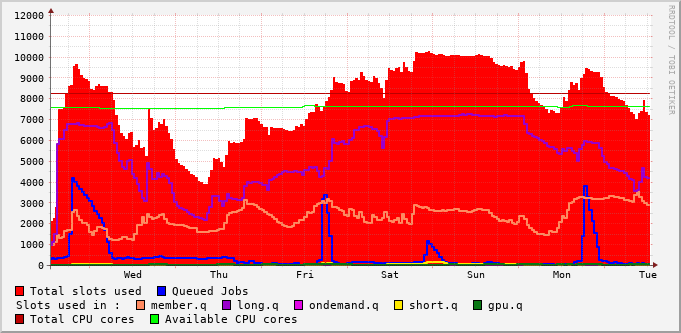 RRDTOOL / TOBI OETIKER
12000
11000
10000
9000
8000
7000
6000
5000
4000
3000
2000
1000
0
Wed Thu Fri Sat Sun Mon Tue
Total slots used Queued Jobs
Slots used in : member.q long.q ondemand.q short.q gpu.q
Total CPU cores Available CPU cores